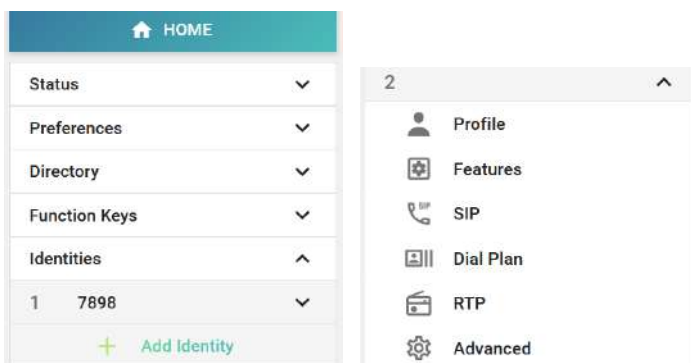 HOME
Status
Preferences
Directory
Function Keys
Identities
1 7898
Add Identity
2
Profile
Features
SIP
SIP
Dial Plan
RTP
Advanced